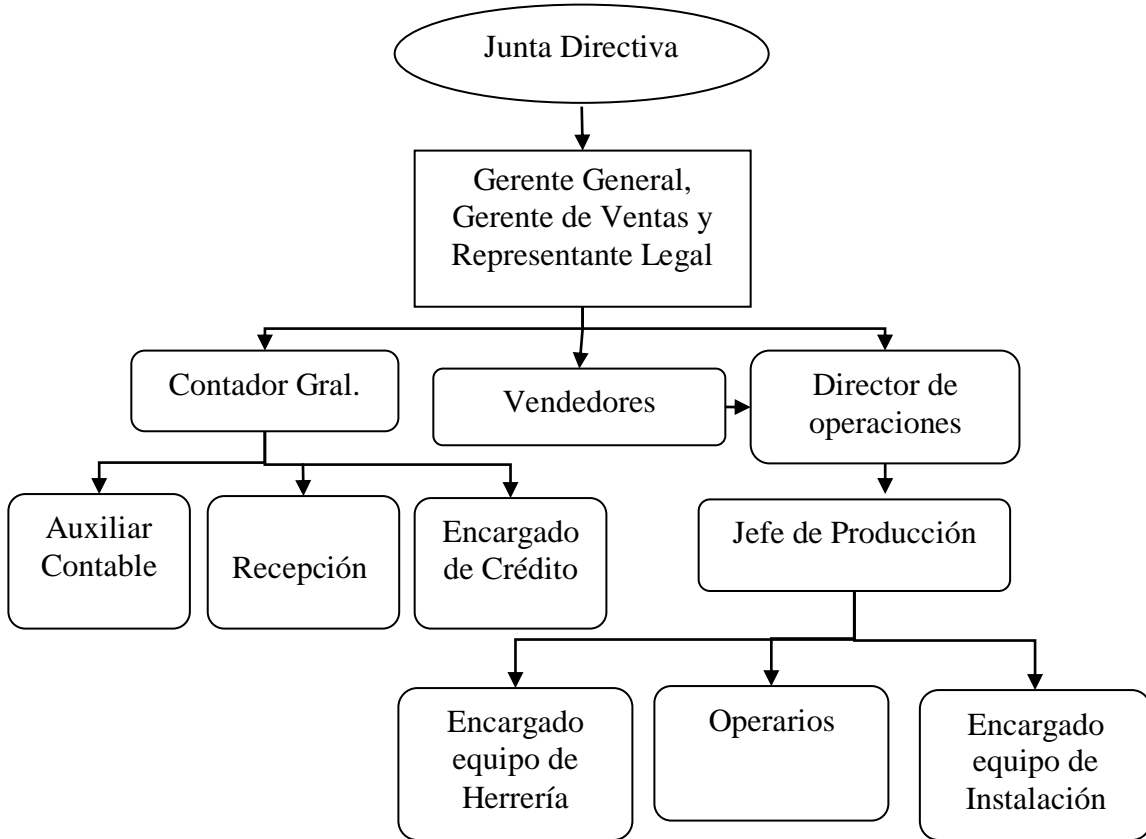 Junta Directiva
Gerente General,
Gerente de Ventas y
Representante Legal
Contador Gral.
Vendedores
Director de
operaciones
Auxiliar
Contable
Recepción
Encargado
de Crédito
Jefe de Producción
Encargado
equipo de
Herrería
Operarios
Encargado
equipo de
Instalación